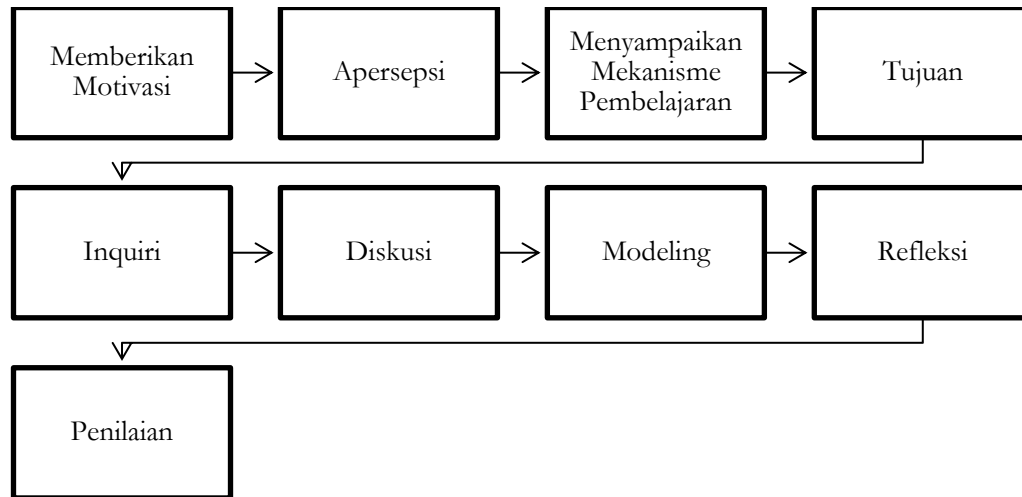 Memberikan
Motivasi
Apersepsi
Menyampaikan
Mekanisme
Pembelajaran
Tujuan
Inquiri
Diskusi
Modeling
Refleksi
Penilaian